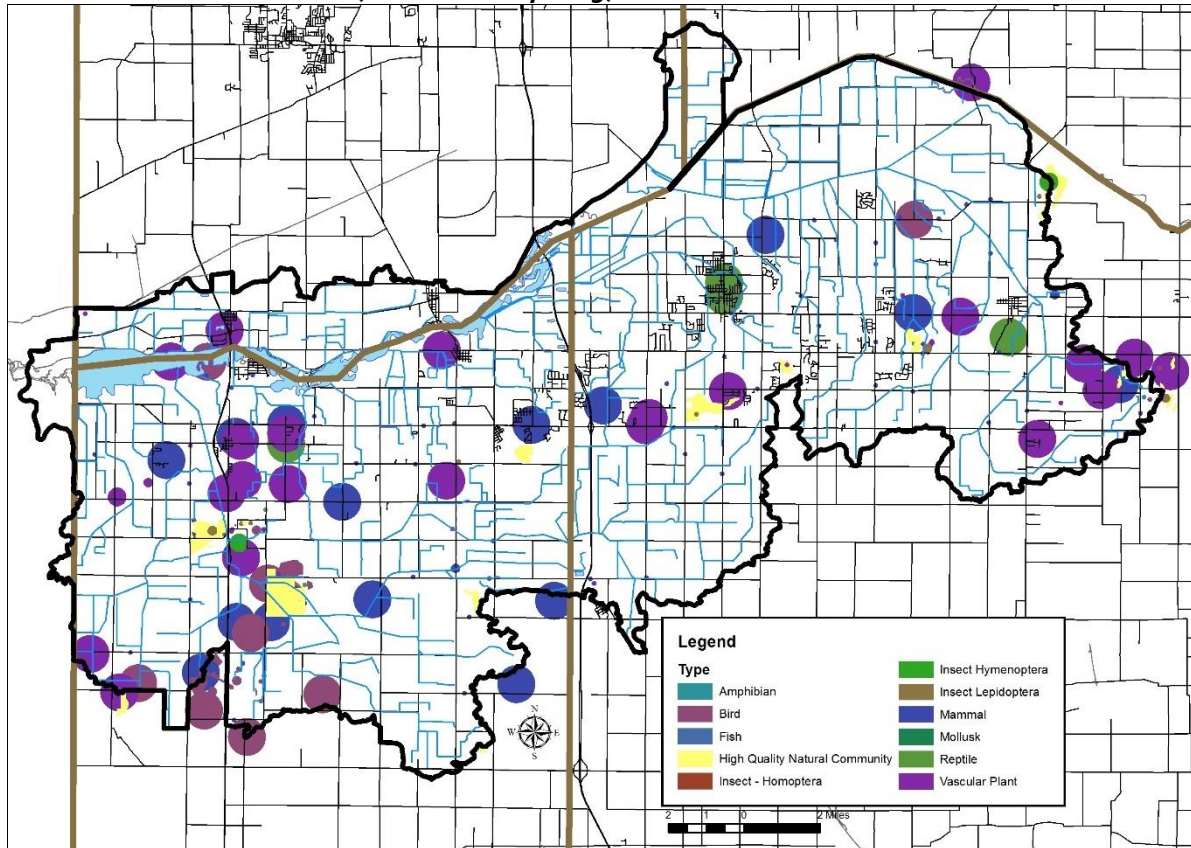 N
W E
S
Legend
Type
Amphibian
Bird
Fish
High Quality Natural Community
Insect - Homoptera
Insect Hymenoptera
Insect Lepidoptera
Mammal
Mollusk
Reptile
Vascular Plant
2 1 0 2 Miles